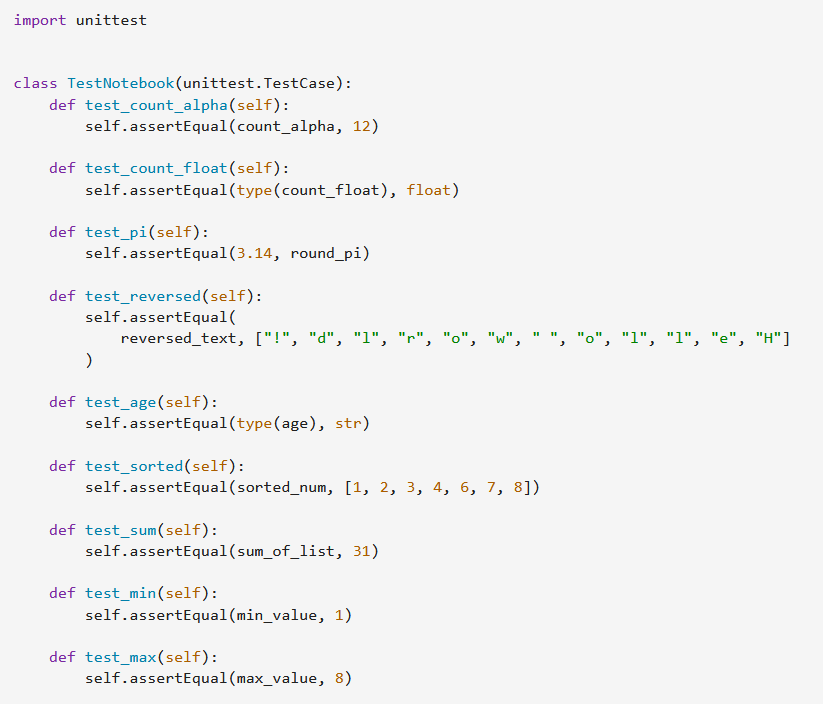 import unittest
class TestNotebook(unittest.TestCase):
    def test_count_alpha(self):
        self.assertEqual(count_alpha, 12)
    def test_count_float(self):
        self.assertEqual(type(count_float), float)
    def test_pi(self):
        self.assertEqual(3.14, round_pi)
    def test_reversed(self):
        self.assertEqual(
            reversed_text, ["!", "d", "l", "r", "o", "w", " ", "o", "l", "l", "e", "H"]
        )
    def test_age(self):
        self.assertEqual(type(age), str)
    def test_sorted(self):
        self.assertEqual(sorted_num, [1, 2, 3, 4, 6, 7, 8])
    def test_sum(self):
        self.assertEqual(sum_of_list, 31)
    def test_min(self):
        self.assertEqual(min_value, 1)
    def test_max(self):
        self.assertEqual(max_value, 8)